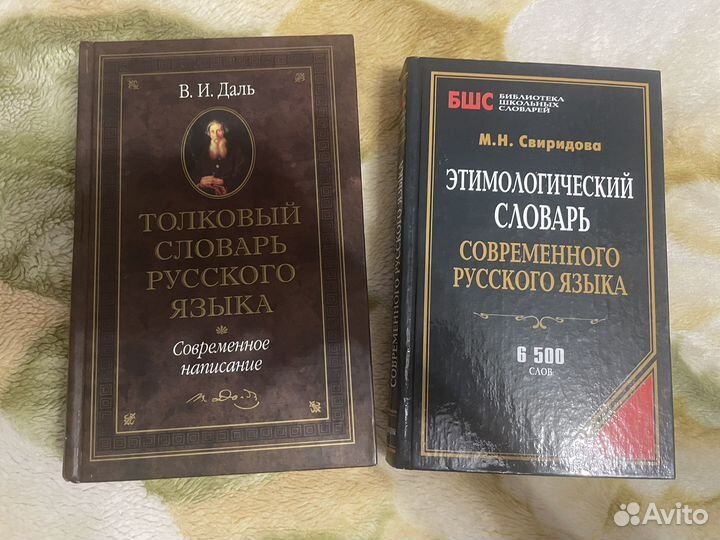 В. И. Даль
ТОЛКОВЫЙ
СЛОВАРЬ
РУССКОГО
ЯЗЫКА
Современное
написание
БШС
БИБЛИОТЕКА
ШКОЛЬНЫХ
СЛОВАРЕЙ
М.Н. Свиридова
ЭТИМОЛОГИЧЕСКИЙ
СЛОВАРЬ
СОВРЕМЕННОГО
РУССКОГО ЯЗЫКА
6 500
СЛОВ
СОВРЕМЕННОГО РУССКОГО ЯЗЫКА
Avito